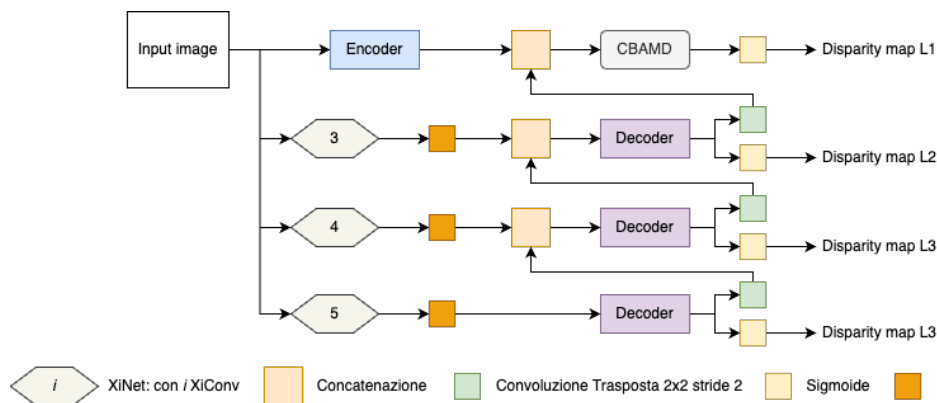 Input image
Encoder
CBAMD
Disparity map L1
3
Decoder
Disparity map L2
4
Decoder
Disparity map L3
5
Decoder
Disparity map L3
i
XiNet: con i XiConv
Concatenazione
Convoluzione Trasposta 2x2 stride 2
Sigmoide